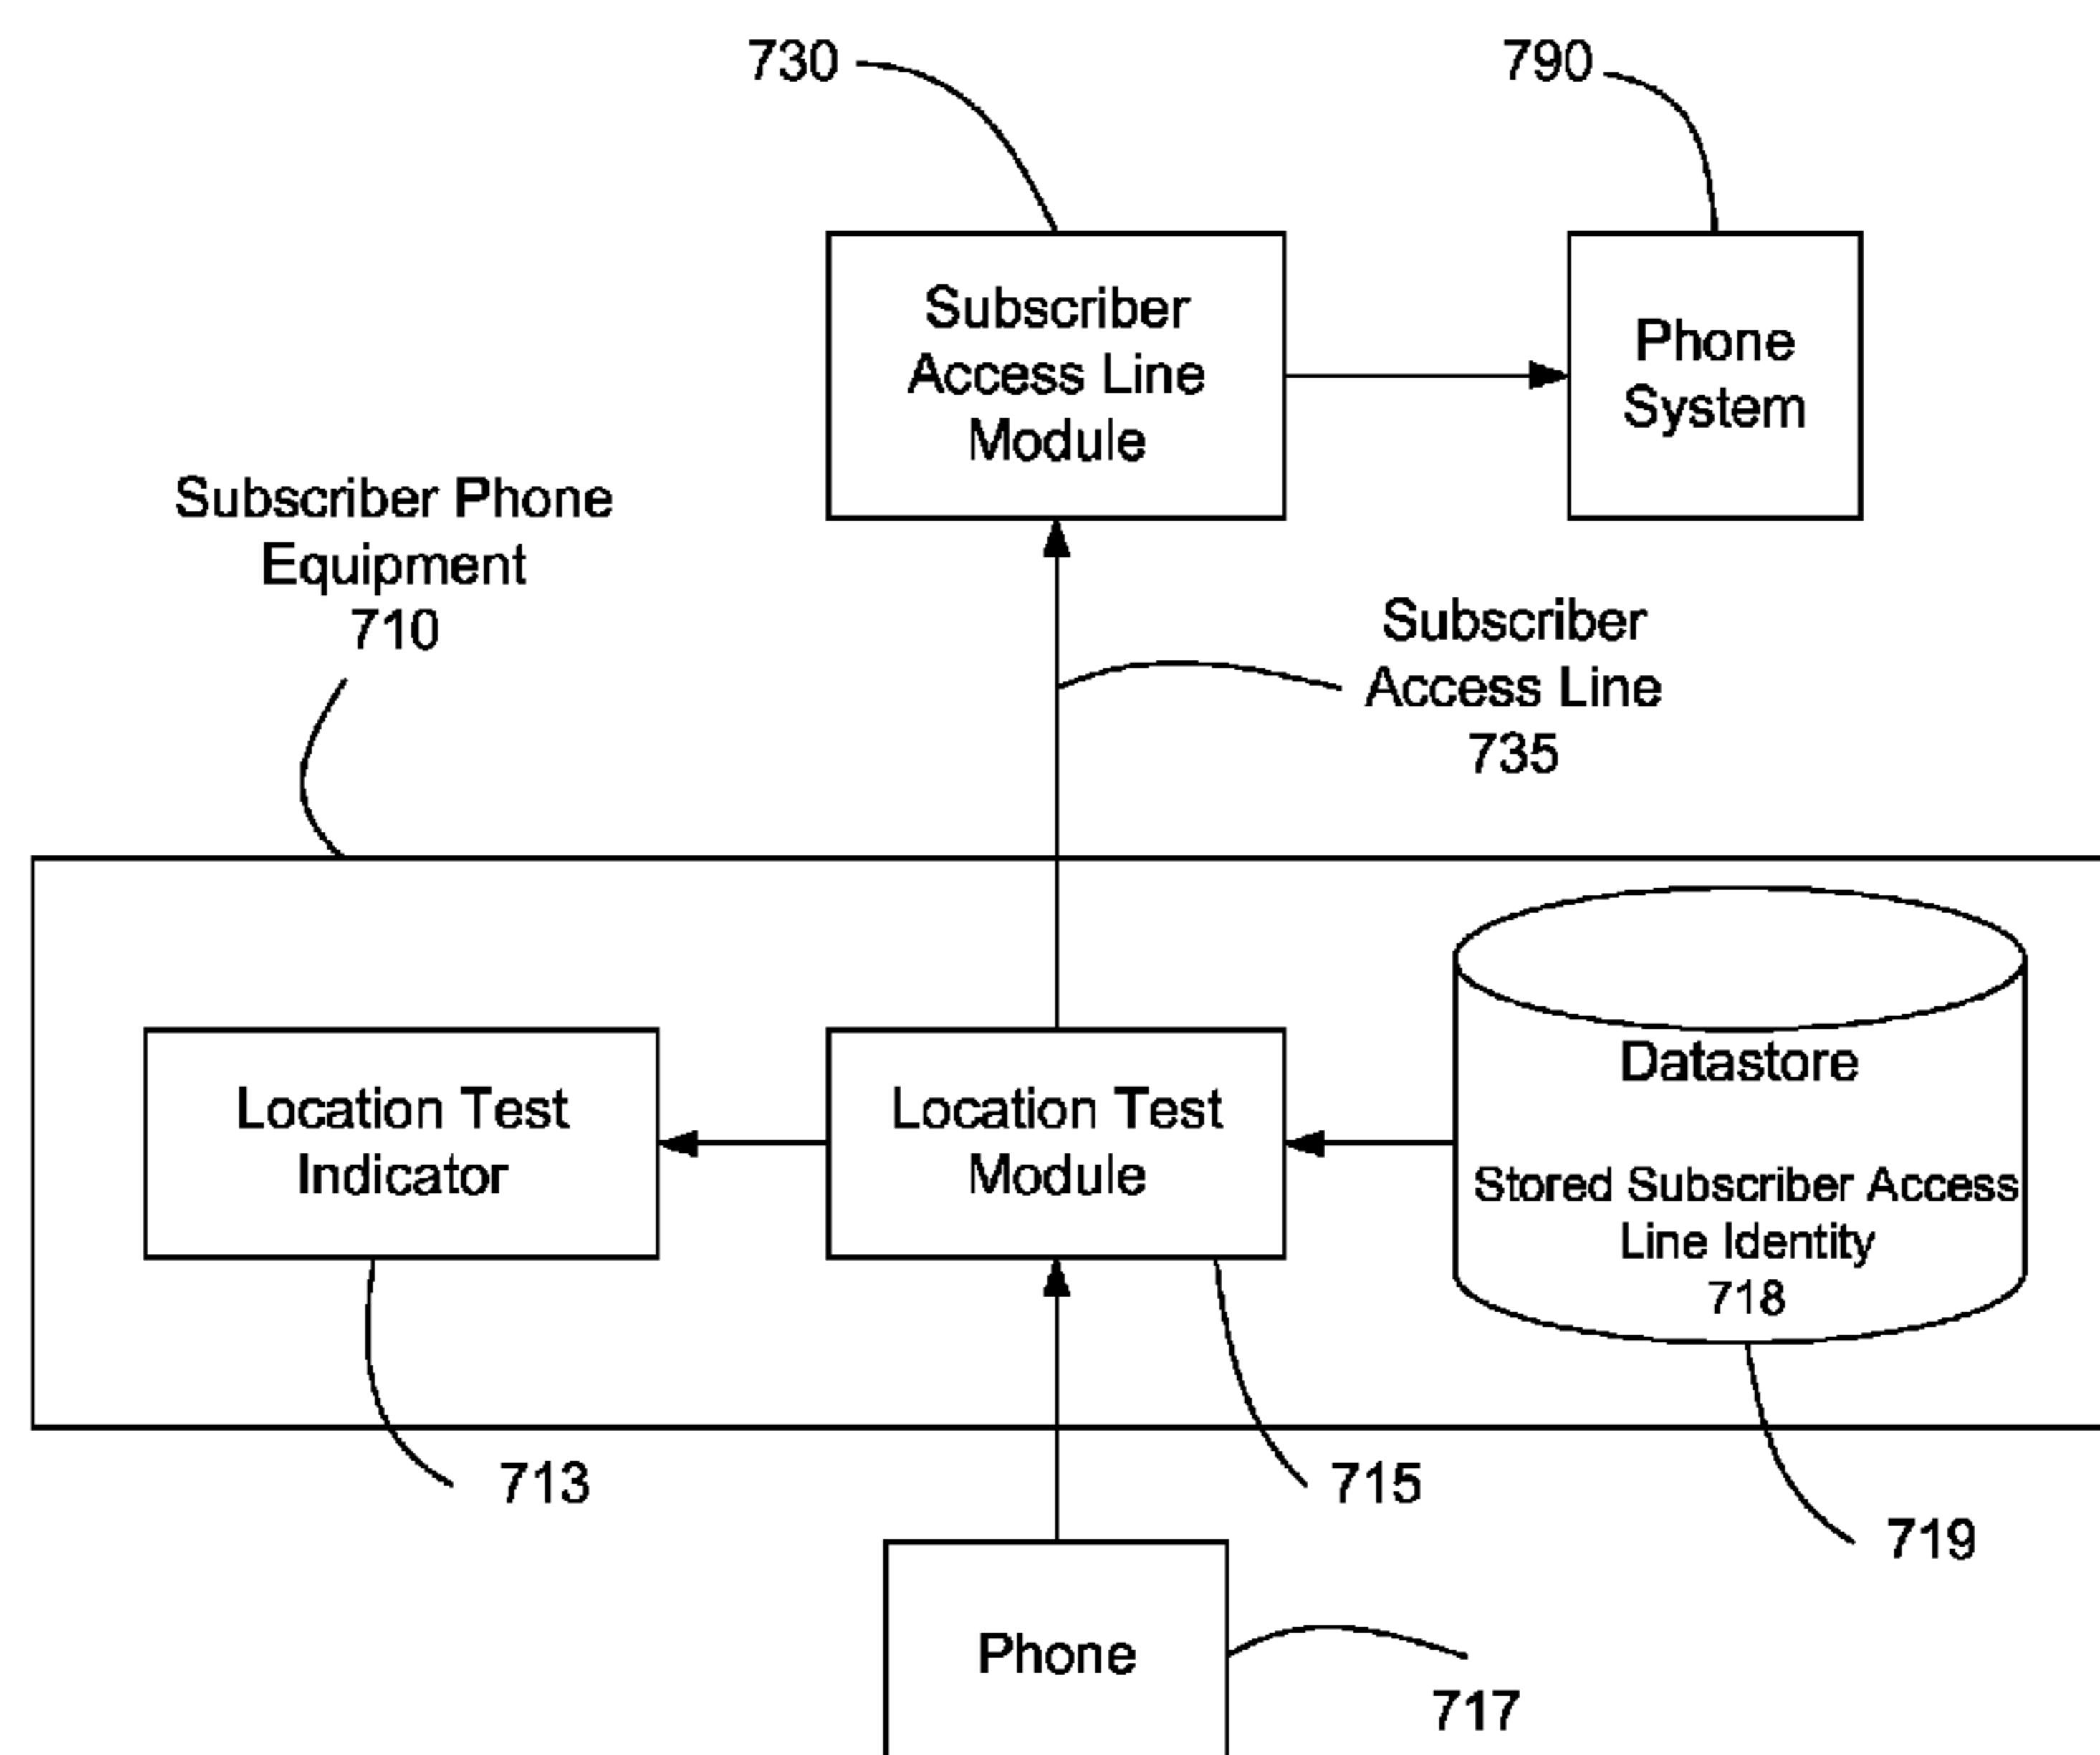 730
790
Subscriber
Access Line
Module
Phone
System
Subscriber Phone
Equipment
710
Subscriber
Access Line
735
Location Test
Indicator
Location Test
Module
Datastore
Stored Subscriber Access
Line Identity
718
713
715
719
Phone
717